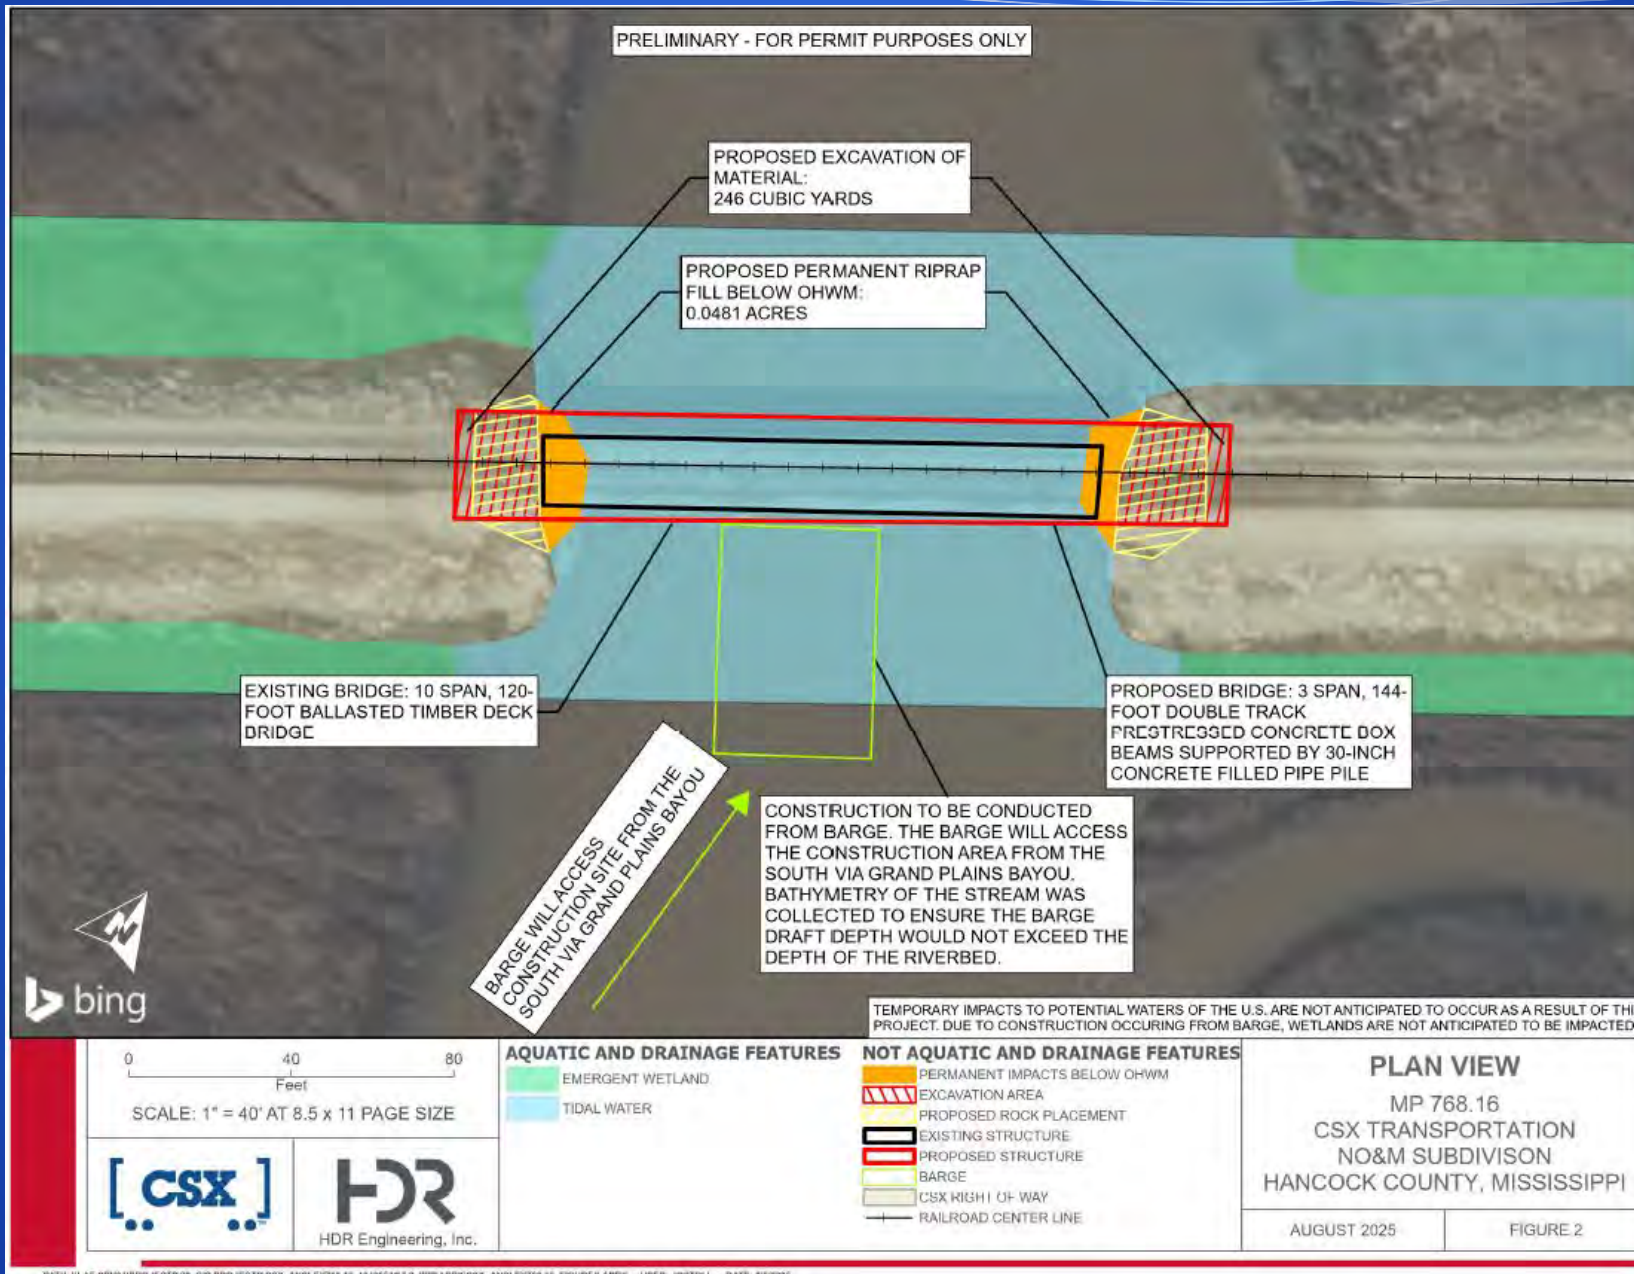 PRELIMINARY - FOR PERMIT PURPOSES ONLY
PROPOSED EXCAVATION OF
MATERIAL:
246 CUBIC YARDS
PROPOSED PERMANENT RIPRAP
FILL BELOW OHWM:
0.0481 ACRES
EXISTING BRIDGE: 10 SPAN, 120-
FOOT BALLASTED TIMBER DECK
BRIDGE
PROPOSED BRIDGE: 3 SPAN, 144-
FOOT DOUBLE TRACK
PRESTRESSED CONCRETE BOX
BEAMS SUPPORTED BY 30-INCH
CONCRETE FILLED PIPE PILE
BARGE WILL ACCESS
CONSTRUCTION SITE FROM THE
SOUTH VIA GRAND PLAINS BAYOU
CONSTRUCTION TO BE CONDUCTED
FROM BARGE. THE BARGE WILL ACCESS
THE CONSTRUCTION AREA FROM THE
SOUTH VIA GRAND PLAINS BAYOU.
BATHYMETRY OF THE STREAM WAS
COLLECTED TO ENSURE THE BARGE
DRAFT DEPTH WOULD NOT EXCEED THE
DEPTH OF THE RIVERBED.
N
bing
TEMPORARY IMPACTS TO POTENTIAL WATERS OF THE U.S. ARE NOT ANTICIPATED TO OCCUR AS A RESULT OF THI
PROJECT. DUE TO CONSTRUCTION OCCURING FROM BARGE, WETLANDS ARE NOT ANTICIPATED TO BE IMPACTED
0 40 80
Feet
SCALE: 1" = 40' AT 8.5 x 11 PAGE SIZE
[CSX]
HDR
HDR Engineering, Inc.
AQUATIC AND DRAINAGE FEATURES
EMERGENT WETLAND
TIDAL WATER
NOT AQUATIC AND DRAINAGE FEATURES
PERMANENT IMPACTS BELOW OHWM
EXCAVATION AREA
PROPOSED ROCK PLACEMENT
EXISTING STRUCTURE
PROPOSED STRUCTURE
BARGE
CSX RIGHT OF WAY
RAILROAD CENTER LINE
PLAN VIEW
MP 768.16
CSX TRANSPORTATION
NO&M SUBDIVISON
HANCOCK COUNTY, MISSISSIPPI
AUGUST 2025
FIGURE 2